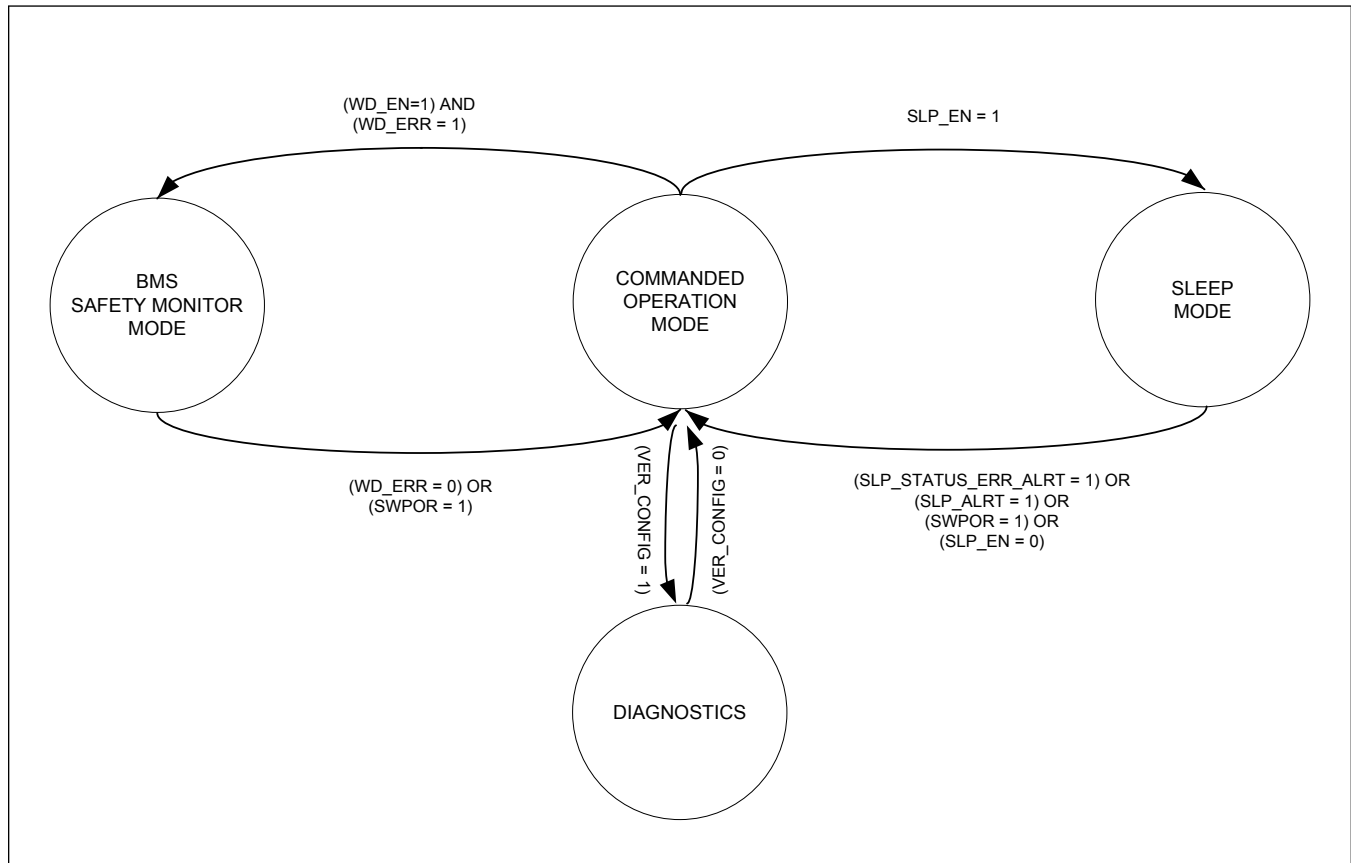 (WD_EN=1) AND
(WD_ERR = 1)
SLP_EN = 1
BMS
SAFETY MONITOR
MODE
COMMANDED
OPERATION
MODE
SLEEP
MODE
(WD_ERR = 0) OR
(SWPOR = 1)
(VER_CONFIG = 1)
(VER_CONFIG = 0)
(SLP_STATUS_ERR_ALRT = 1) OR
(SLP_ALRT = 1) OR
(SWPOR = 1) OR
(SLP_EN = 0)
DIAGNOSTICS